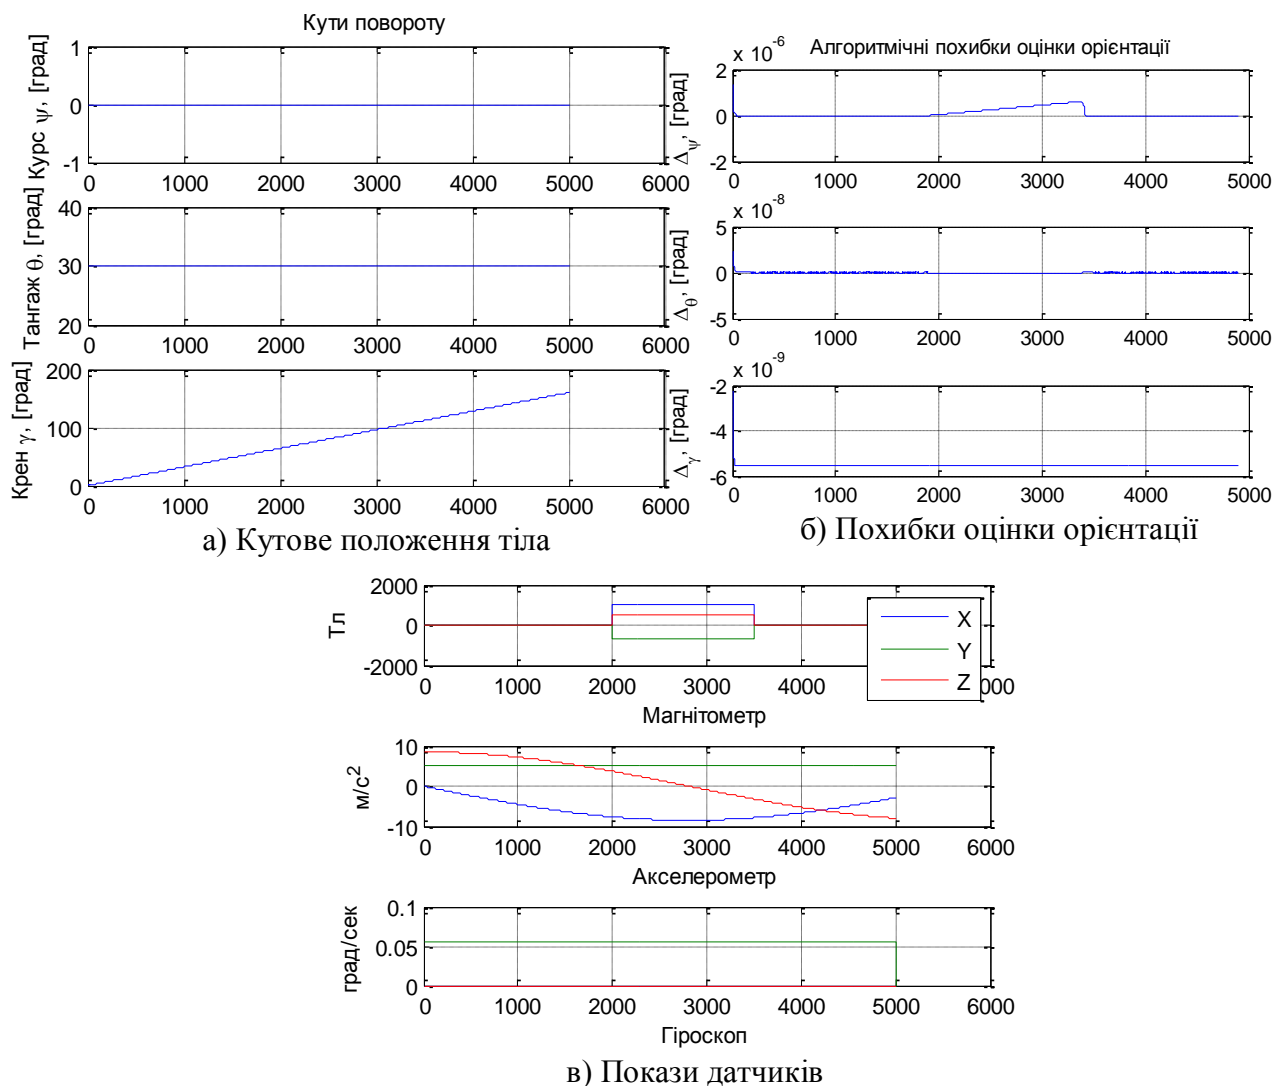 Кути повороту
Курс ψ, [град]
1
0
-1
0 1000 2000 3000 4000 5000 6000
Тангаж θ, [град]
40
30
20
0 1000 2000 3000 4000 5000 6000
Крен γ, [град]
200
100
0
0 1000 2000 3000 4000 5000 6000
а) Кутове положення тіла
Алгоритмічні похибки оцінки орієнтації
x 10⁻⁶
Δψ, [град]
2
0
-2
0 1000 2000 3000 4000 5000
x 10⁻⁸
Δθ, [град]
5
0
-5
0 1000 2000 3000 4000 5000
x 10⁻⁹
Δγ, [град]
-2
-4
-6
0 1000 2000 3000 4000 5000
б) Похибки оцінки орієнтації
Тл
2000
0
-2000
0 1000 2000 3000 4000 5000 6000
X
Y
Z
Магнітометр
м/с²
10
0
-10
0 1000 2000 3000 4000 5000 6000
Акселерометр
град/сек
0.1
0.05
0
0 1000 2000 3000 4000 5000 6000
Гіроскоп
в) Покази датчиків